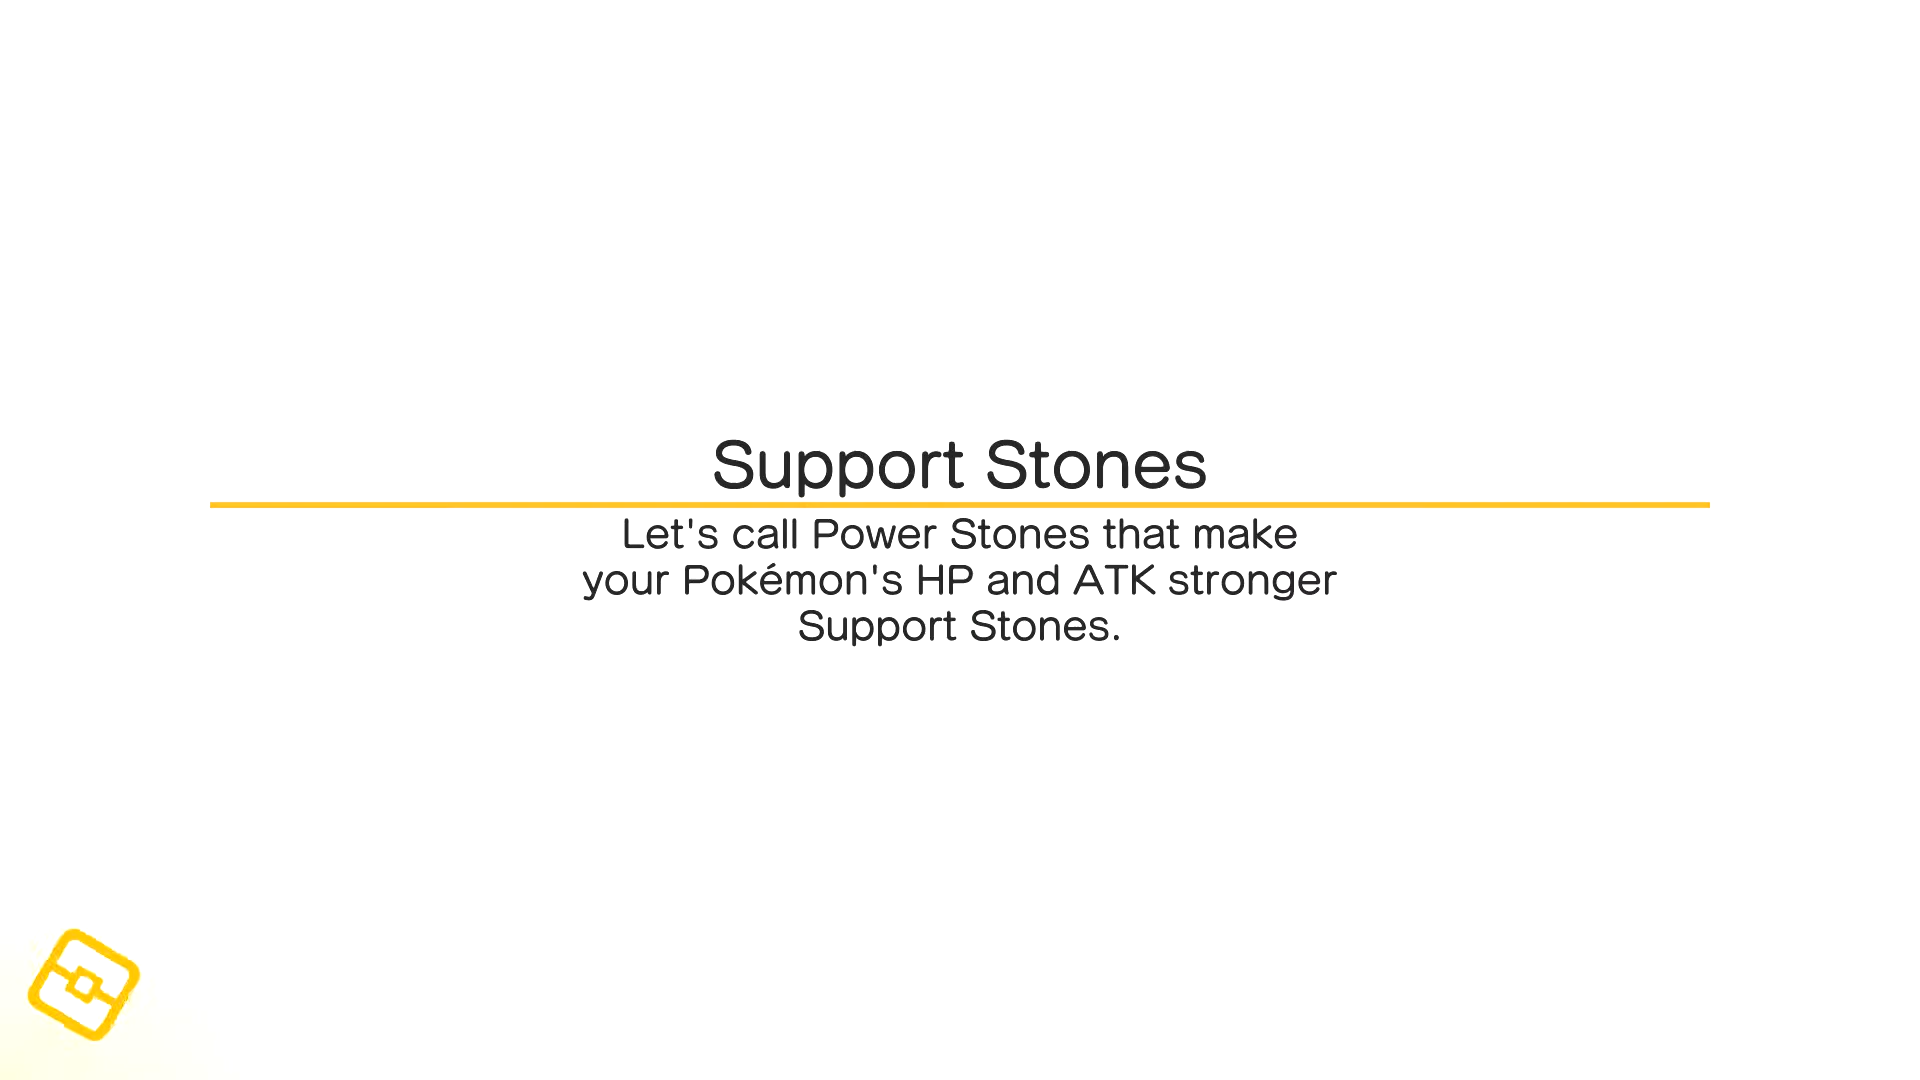 Support Stones
Let's call Power Stones that make
your Pokémon's HP and ATK stronger
Support Stones.